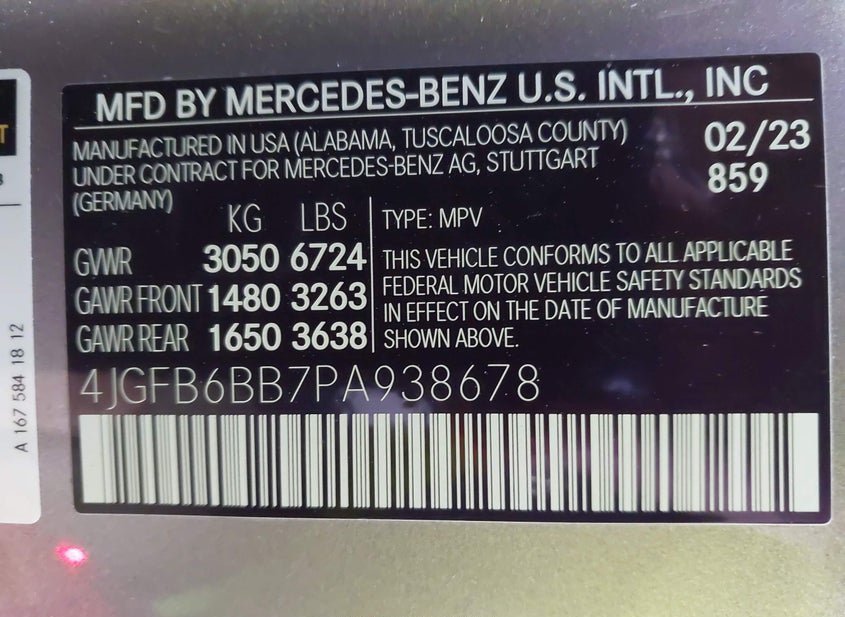 MFD BY MERCEDES-BENZ U.S. INTL., INC
MANUFACTURED IN USA (ALABAMA, TUSCALOOSA COUNTY)
UNDER CONTRACT FOR MERCEDES-BENZ AG, STUTTGART
(GERMANY)
02/23
859
KG LBS
GVWR 3050 6724
GAWR FRONT 1480 3263
GAWR REAR 1650 3638
TYPE: MPV
THIS VEHICLE CONFORMS TO ALL APPLICABLE
FEDERAL MOTOR VEHICLE SAFETY STANDARDS
IN EFFECT ON THE DATE OF MANUFACTURE
SHOWN ABOVE.
4JGFB6BB7PA938678
A 167 584 18 12